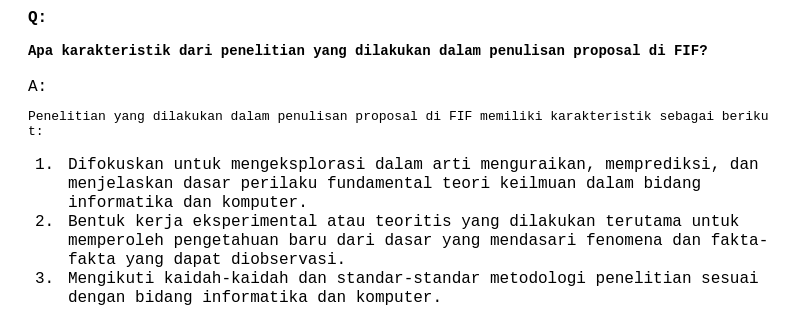 Q:
Apa karakteristik dari penelitian yang dilakukan dalam penulisan proposal di FIF?
A:
Penelitian yang dilakukan dalam penulisan proposal di FIF memiliki karakteristik sebagai beriku
t:
1. Difokuskan untuk mengeksplorasi dalam arti menguraikan, memprediksi, dan
menjelaskan dasar perilaku fundamental teori keilmuan dalam bidang
informatika dan komputer.
2. Bentuk kerja eksperimental atau teoritis yang dilakukan terutama untuk
memperoleh pengetahuan baru dari dasar yang mendasari fenomena dan fakta-
fakta yang dapat diobservasi.
3. Mengikuti kaidah-kaidah dan standar-standar metodologi penelitian sesuai
dengan bidang informatika dan komputer.